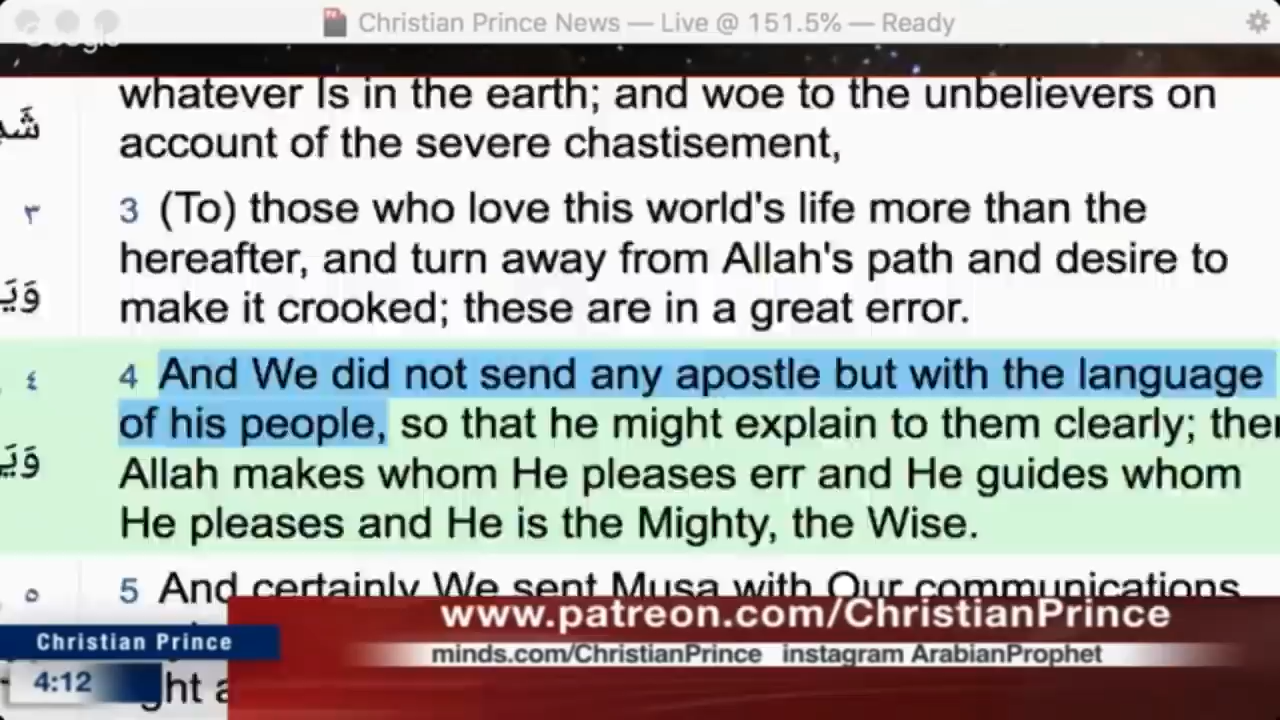 Christian Prince News — Live @ 151.5% — Ready
Google
whatever Is in the earth; and woe to the unbelievers on
account of the severe chastisement,
٣
3 (To) those who love this world's life more than the
hereafter, and turn away from Allah's path and desire to
make it crooked; these are in a great error.
٤
4 And We did not send any apostle but with the language
of his people, so that he might explain to them clearly; then
Allah makes whom He pleases err and He guides whom
He pleases and He is the Mighty, the Wise.
٥
5 And certainly We sent Musa with Our communications,
www.patreon.com/ChristianPrince
Christian Prince
minds.com/ChristianPrince instagram ArabianProphet
4:12